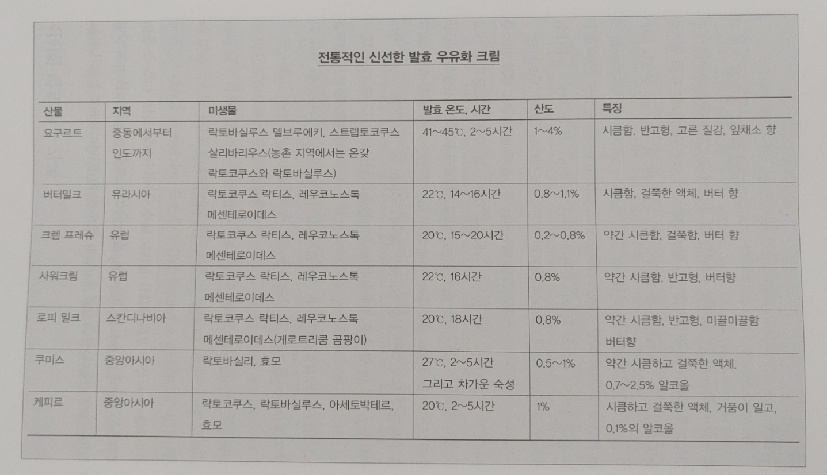 전통적인 신선한 발효 우유화 크림
산물 지역 미생물 발효 온도, 시간 산도 특징
요구르트 중동에서부터 락토바실루스 델브루에키, 스트렙토코쿠스 41~45℃, 2~5시간 1~4% 시큼함, 반고형, 고른 질감, 잎채소 향
인도까지 살리바리우스(농촌 지역에서는 온갖
락토코쿠스와 락토바실루스)
버터밀크 유라시아 락토코쿠스 락티스, 레우코노스톡 22℃, 14~16시간 0.8~1.1% 시큼함, 걸쭉한 액체, 버터 향
메센테로이데스
크렘 프레슈 유럽 락토코쿠스 락티스, 레우코노스톡 20℃, 15~20시간 0.2~0.8% 약간 시큼함, 걸쭉함, 버터 향
메센테로이데스
사워크림 유럽 락토코쿠스 락티스, 레우코노스톡 22℃, 16시간 0.8% 약간 시큼함, 반고형, 버터향
메센테로이데스
로피 밀크 스칸디나비아 락토코쿠스 락티스, 레우코노스톡 20℃, 18시간 0.8% 약간 시큼함, 반고형, 미끌미끌함
메센테로이데스(게로트리쿰 곰팡이) 버터향
쿠미스 중앙아시아 락토바실리, 효모 27℃, 2~5시간 0.5~1% 약간 시큼하고 걸쭉한 액체,
그리고 차가운 숙성 0.7~2.5% 알코올
케피르 중앙아시아 락토코쿠스, 락토바실루스, 아세토박테르, 20℃, 2~5시간 1% 시큼하고 걸쭉한 액체, 거품이 일고,
효모 0.1%의 알코올